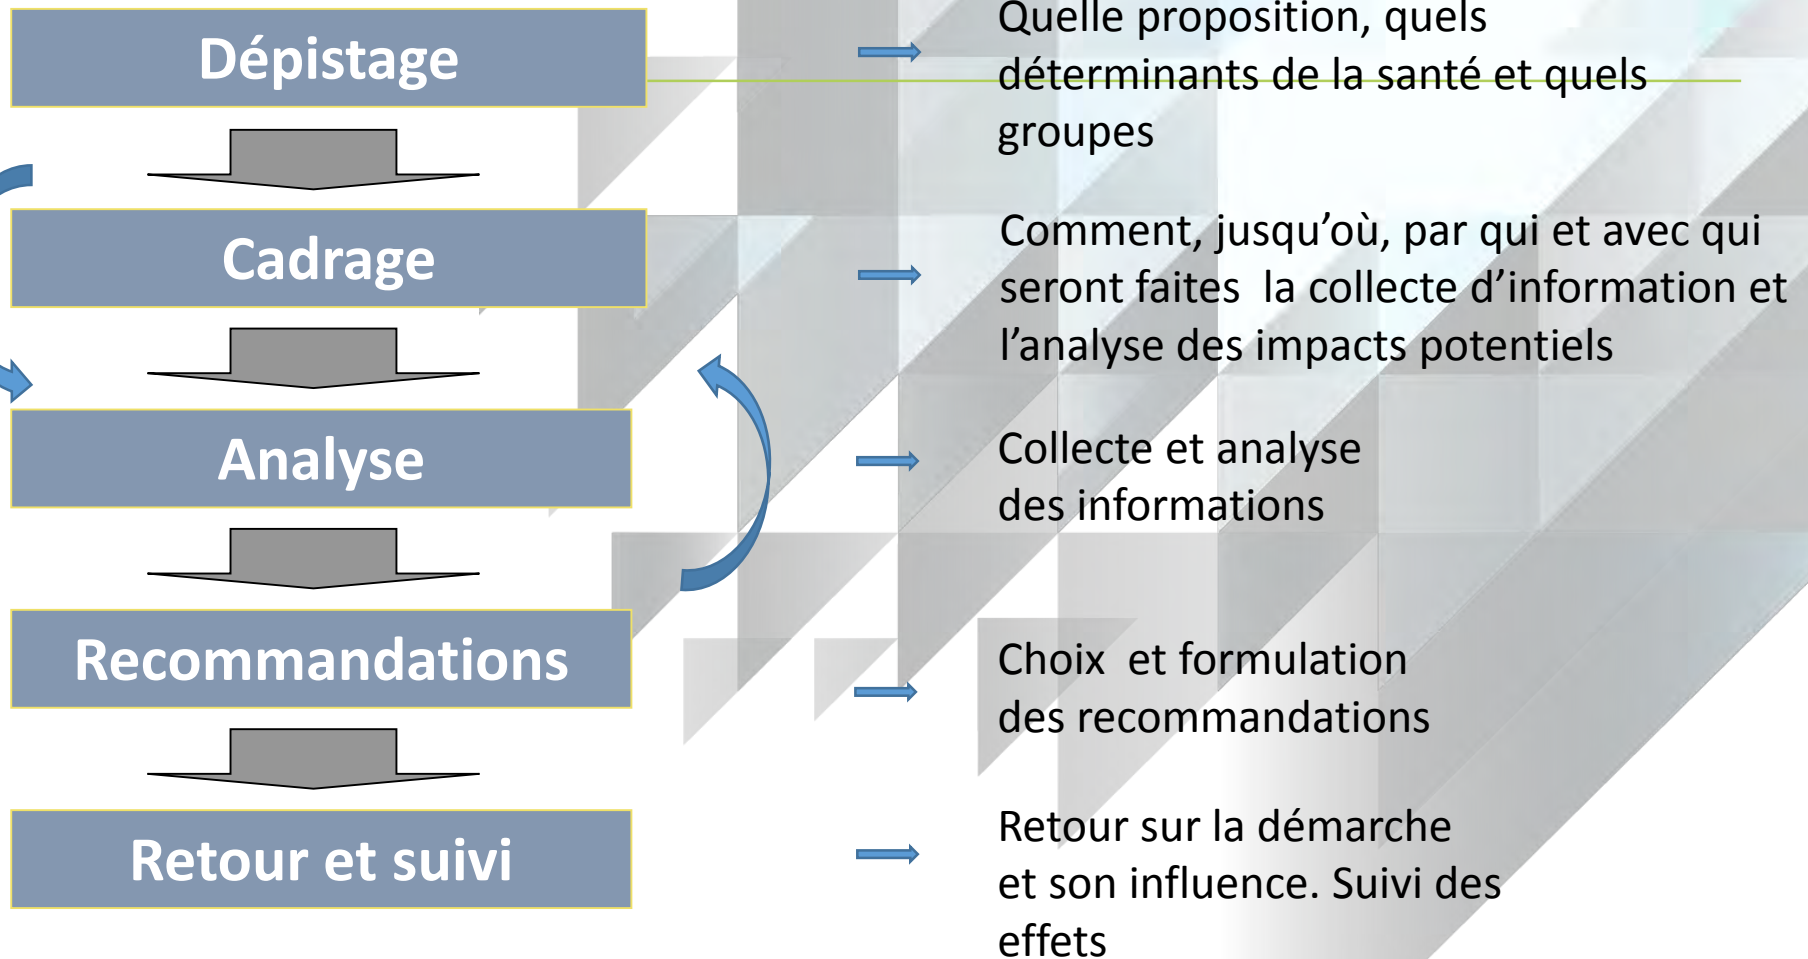 Dépistage
Quelle proposition, quels
déterminants de la santé et quels
groupes
Cadrage
Comment, jusqu’où, par qui et avec qui
seront faites  la collecte d’information et
l’analyse des impacts potentiels
Analyse
Collecte et analyse
des informations
Recommandations
Choix  et formulation
des recommandations
Retour et suivi
Retour sur la démarche
et son influence. Suivi des
effets